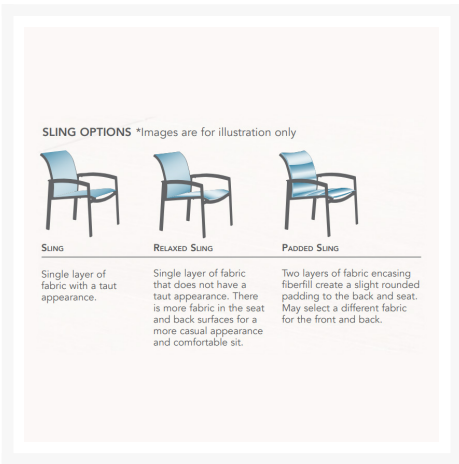 SLING OPTIONS *Images are for illustration only
SLING
Single layer of
fabric with a taut
appearance.
RELAXED SLING
Single layer of fabric
that does not have a
taut appearance. There
is more fabric in the seat
and back surfaces for a
more casual appearance
and comfortable sit.
PADDED SLING
Two layers of fabric encasing
fiberfill create a slight rounded
padding to the back and seat.
May select a different fabric
for the front and back.